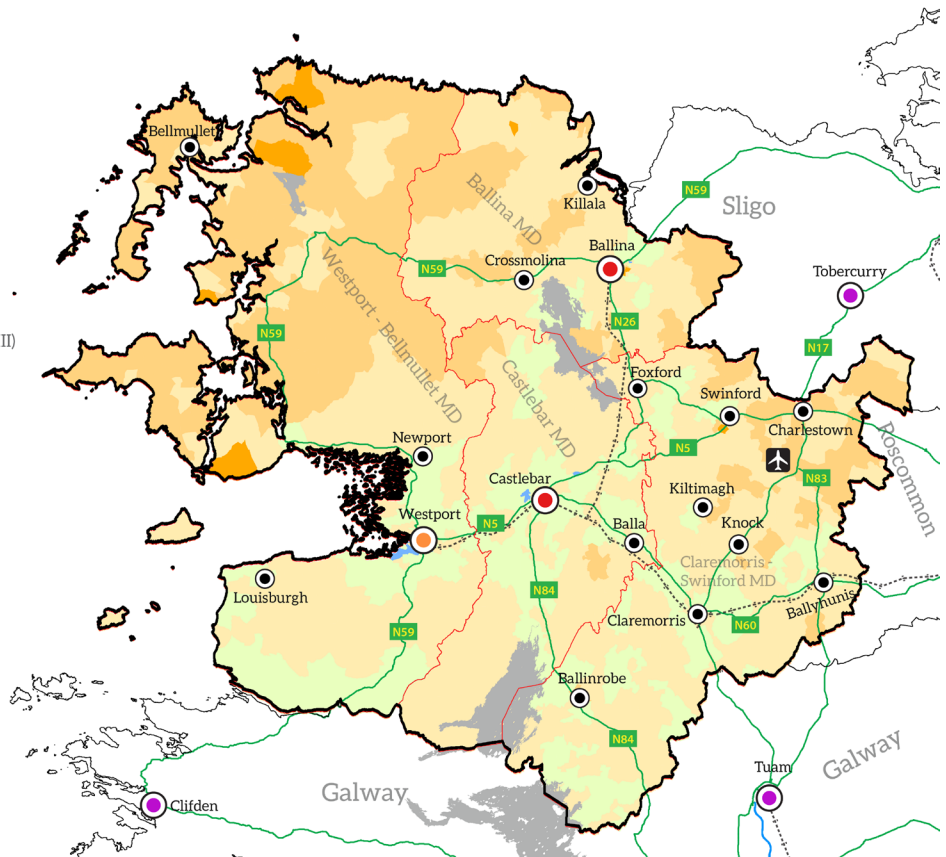 Bellmullet
N59
Killala
Sligo
Ballina MD
Ballina
Crossmolina
N59
Tobercurry
N26
N59
II)
N17
Westport - Bellmullet MD
Castlebar MD
Foxford
Swinford
Charlestown
Newport
N5
Roscommon
Castlebar
N83
Kiltimagh
Westport
N5
Balla
Knock
Claremorris -
Swinford MD
Louisburgh
N84
Ballyhunis
Claremorris
N60
N59
Ballinrobe
N84
Galway
Tuam
Galway
Clifden